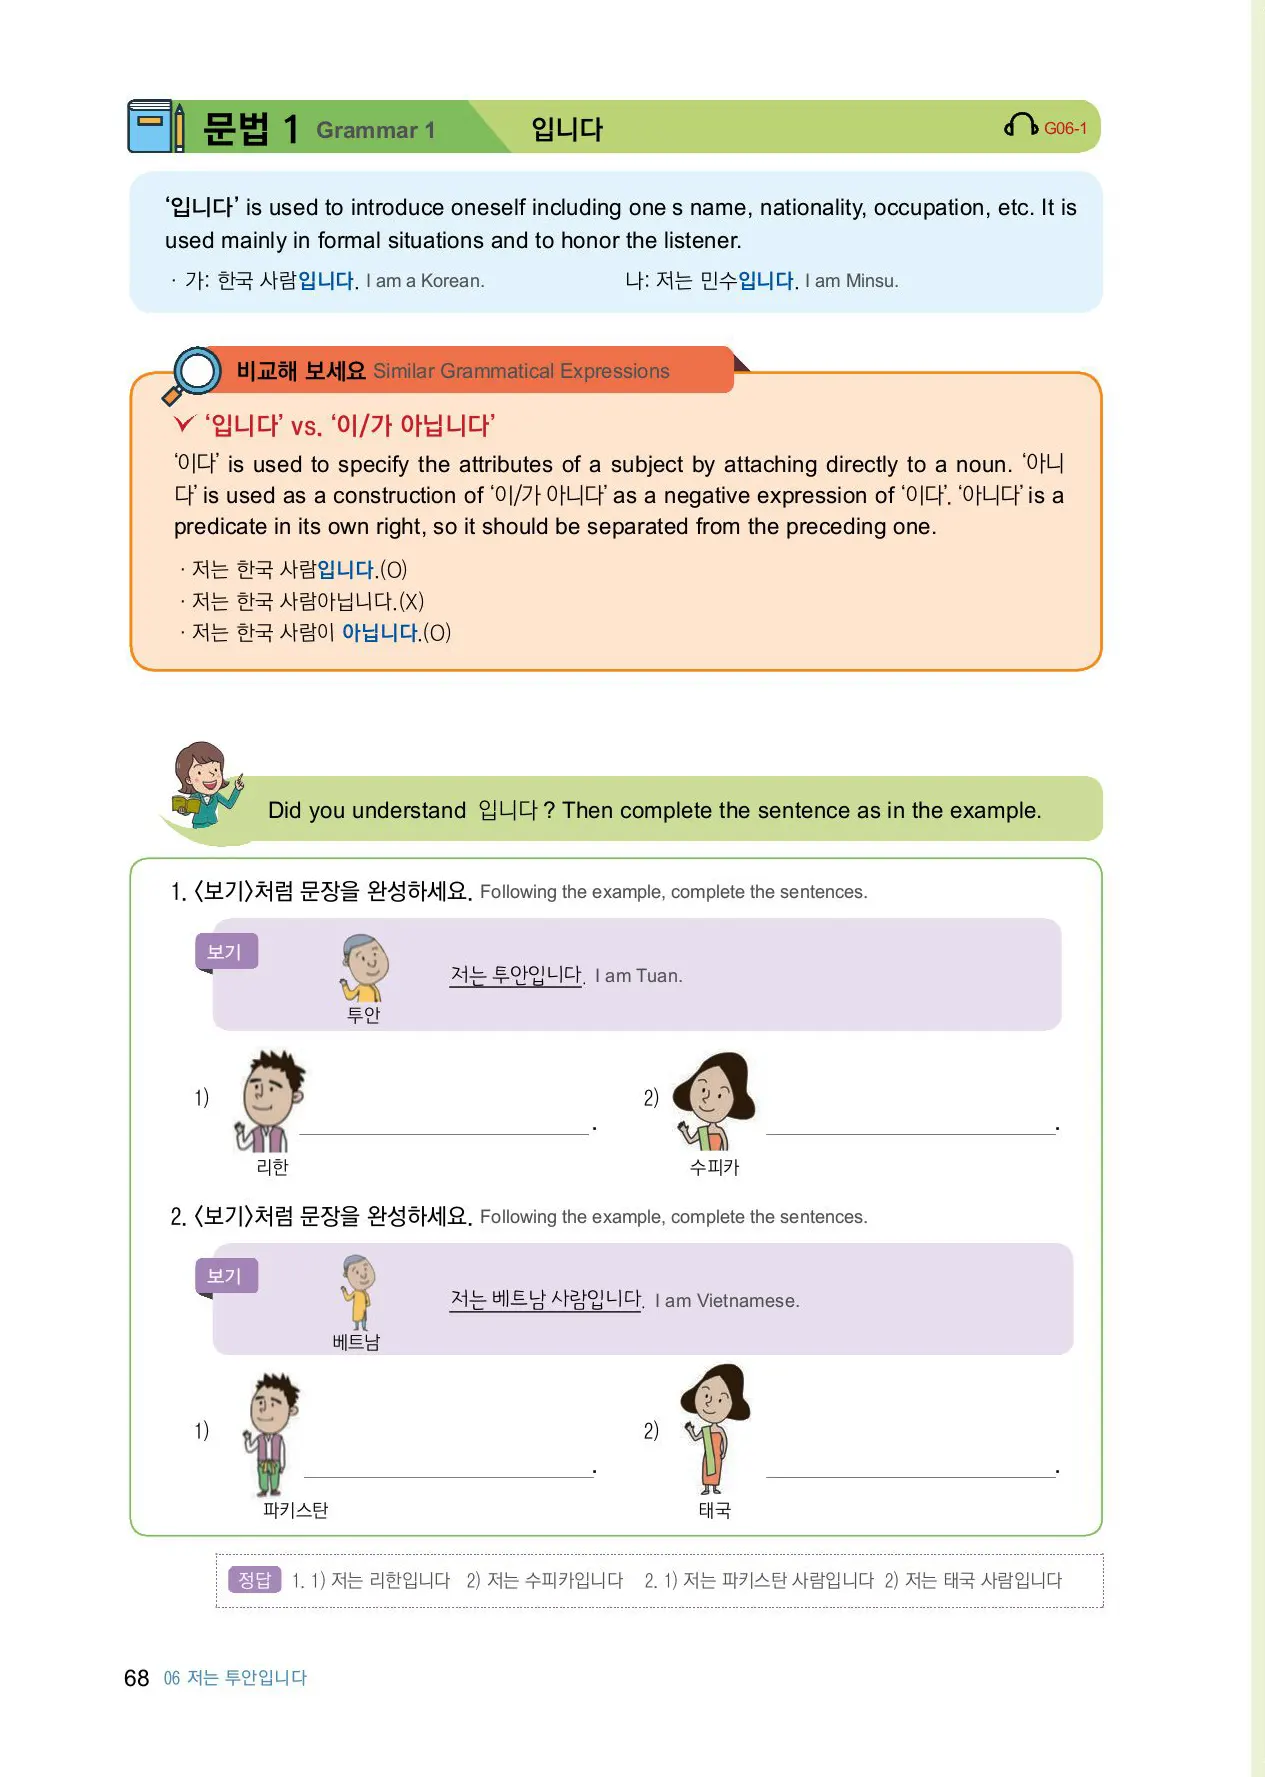 문법 1 Grammar 1 입니다 G06-1
‘입니다’ is used to introduce oneself including one s name, nationality, occupation, etc. It is
used mainly in formal situations and to honor the listener.
· 가: 한국 사람입니다. I am a Korean. 나: 저는 민수입니다. I am Minsu.
비교해 보세요 Similar Grammatical Expressions
‘입니다’ vs. ‘이/가 아닙니다’
‘이다’ is used to specify the attributes of a subject by attaching directly to a noun. ‘아니
다’ is used as a construction of ‘이/가 아니다’ as a negative expression of ‘이다’. ‘아니다’ is a
predicate in its own right, so it should be separated from the preceding one.
· 저는 한국 사람입니다.(O)
· 저는 한국 사람아닙니다.(X)
· 저는 한국 사람이 아닙니다.(O)
Did you understand 입니다 ? Then complete the sentence as in the example.
1. 〈보기〉처럼 문장을 완성하세요. Following the example, complete the sentences.
보기
저는 투안입니다. I am Tuan.
투안
1) . 2) .
리한 수피카
2. 〈보기〉처럼 문장을 완성하세요. Following the example, complete the sentences.
보기
저는 베트남 사람입니다. I am Vietnamese.
베트남
1) . 2) .
파키스탄 태국
정답 1. 1) 저는 리한입니다 2) 저는 수피카입니다 2. 1) 저는 파키스탄 사람입니다 2) 저는 태국 사람입니다
68 06 저는 투안입니다